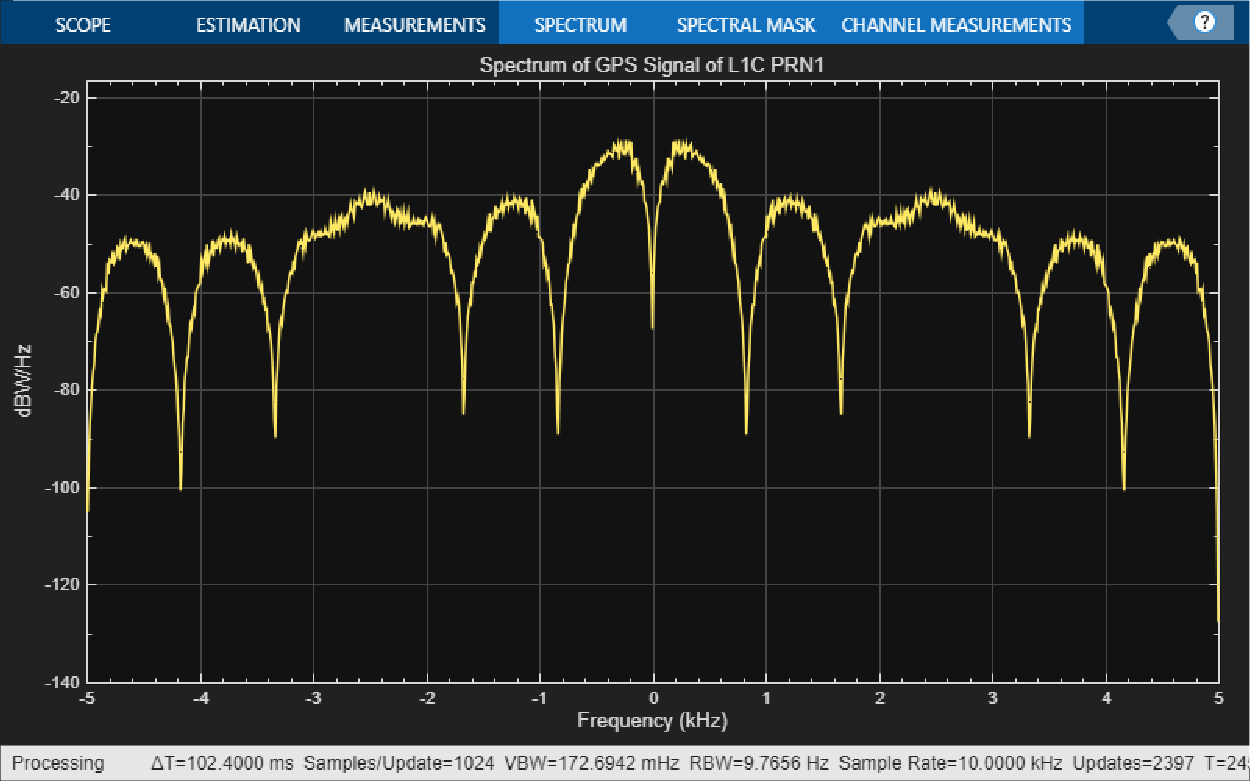 SCOPE ESTIMATION MEASUREMENTS SPECTRUM SPECTRAL MASK CHANNEL MEASUREMENTS ?
Spectrum of GPS Signal of L1C PRN1
-20
-40
-60
-80
-100
-120
-140
dBW/Hz
-5 -4 -3 -2 -1 0 1 2 3 4 5
Frequency (kHz)
Processing ΔT=102.4000 ms Samples/Update=1024 VBW=172.6942 mHz RBW=9.7656 Hz Sample Rate=10.0000 kHz Updates=2397 T=24